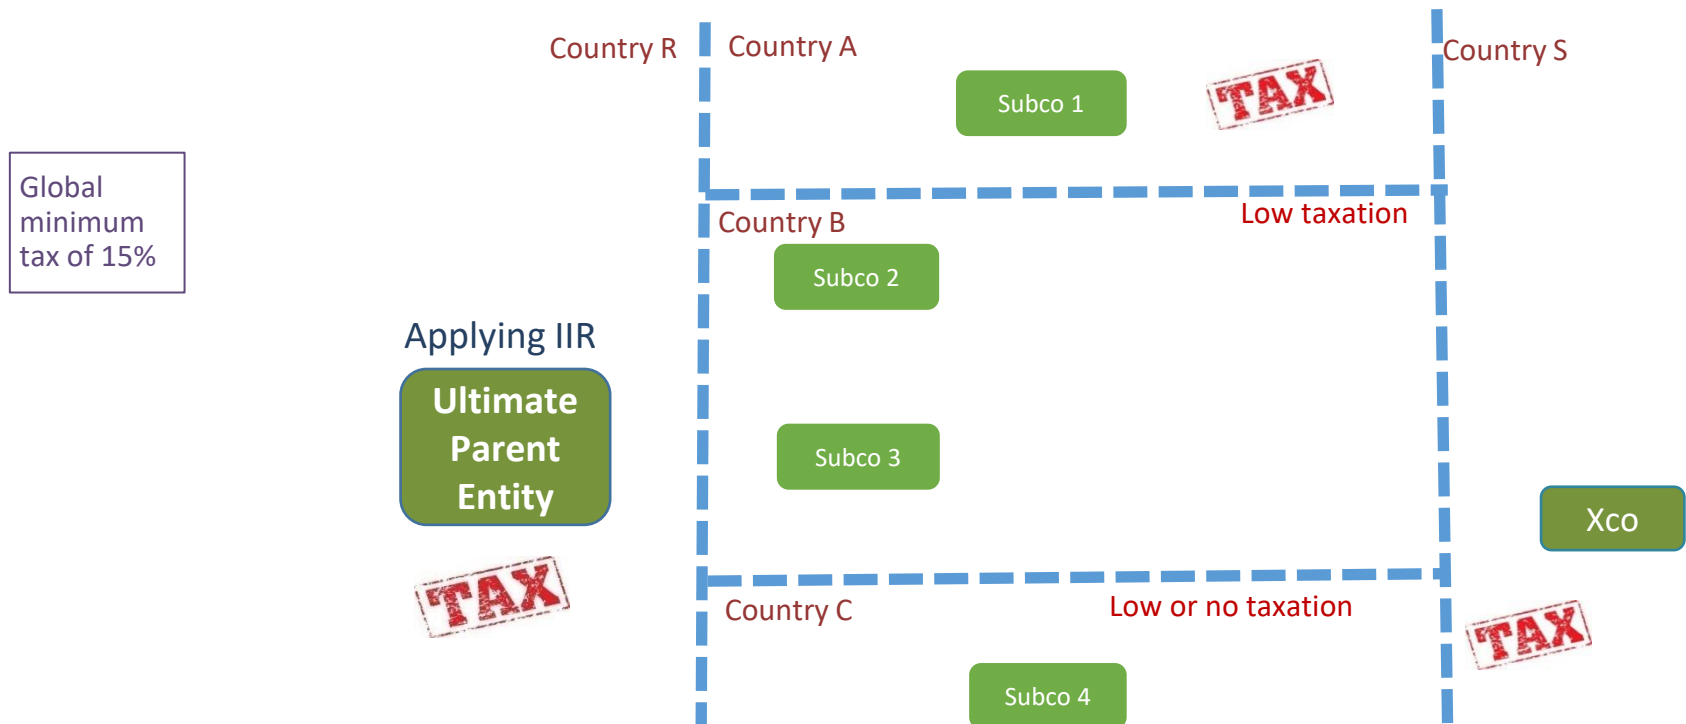 Country R
Country A
Country S
Subco 1
TAX
Global
minimum
tax of 15%
Low taxation
Country B
Subco 2
Applying IIR
Ultimate
Parent
Entity
Subco 3
Xco
TAX
Country C
Low or no taxation
TAX
Subco 4